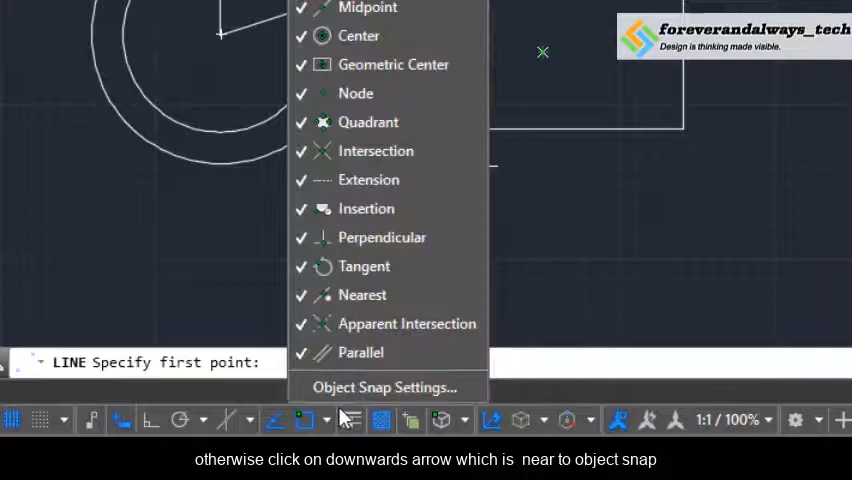 Midpoint
foreverandalways_tech
Design is thinking made visible.
Center
Geometric Center
Node
Quadrant
Intersection
Extension
Insertion
Perpendicular
Tangent
Nearest
Apparent Intersection
Parallel
LINE Specify first point:
Object Snap Settings...
1:1 / 100%
otherwise click on downwards arrow which is near to object snap